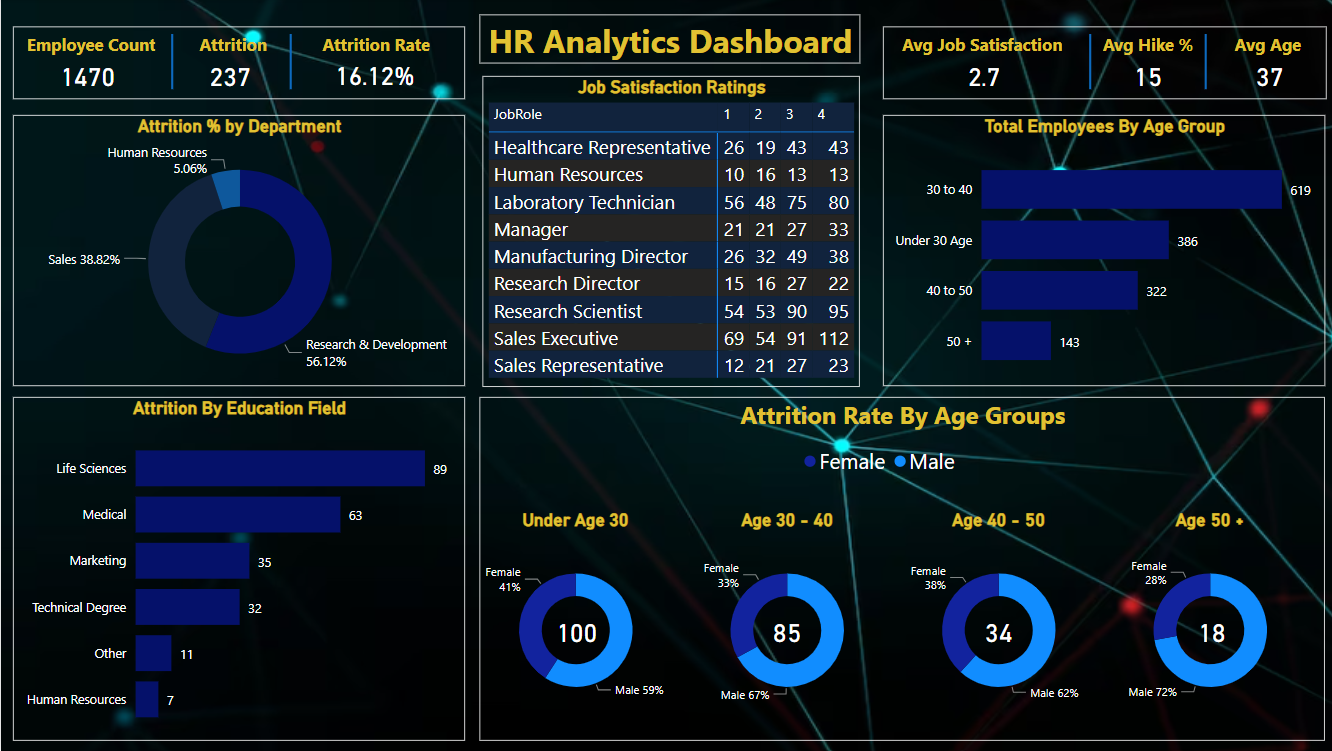 HR Analytics Dashboard
Employee Count Attrition Attrition Rate
1470 237 16.12%
Avg Job Satisfaction Avg Hike % Avg Age
2.7 15 37
Attrition % by Department
Human Resources
5.06%
Sales 38.82%
Research & Development
56.12%
Job Satisfaction Ratings
JobRole 1 2 3 4
Healthcare Representative 26 19 43 43
Human Resources 10 16 13 13
Laboratory Technician 56 48 75 80
Manager 21 21 27 33
Manufacturing Director 26 32 49 38
Research Director 15 16 27 22
Research Scientist 54 53 90 95
Sales Executive 69 54 91 112
Sales Representative 12 21 27 23
Total Employees By Age Group
30 to 40 619
Under 30 Age 386
40 to 50 322
50 + 143
Attrition By Education Field
Life Sciences 89
Medical 63
Marketing 35
Technical Degree 32
Other 11
Human Resources 7
Attrition Rate By Age Groups
Female Male
Under Age 30
Female
41%
100
Male 59%
Age 30 - 40
Female
33%
85
Male 67%
Age 40 - 50
Female
38%
34
Male 62%
Age 50 +
Female
28%
18
Male 72%